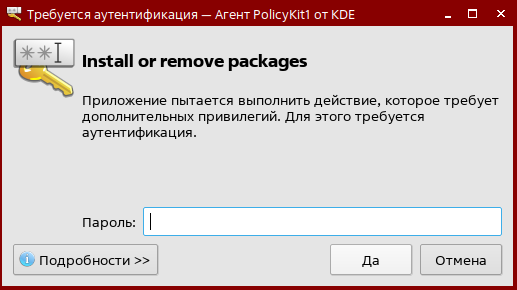 Требуется аутентификация — Агент PolicyKit1 от KDE
Install or remove packages
Приложение пытается выполнить действие, которое требует
дополнительных привилегий. Для этого требуется
аутентификация.
Пароль:
Подробности >>
Да
Отмена